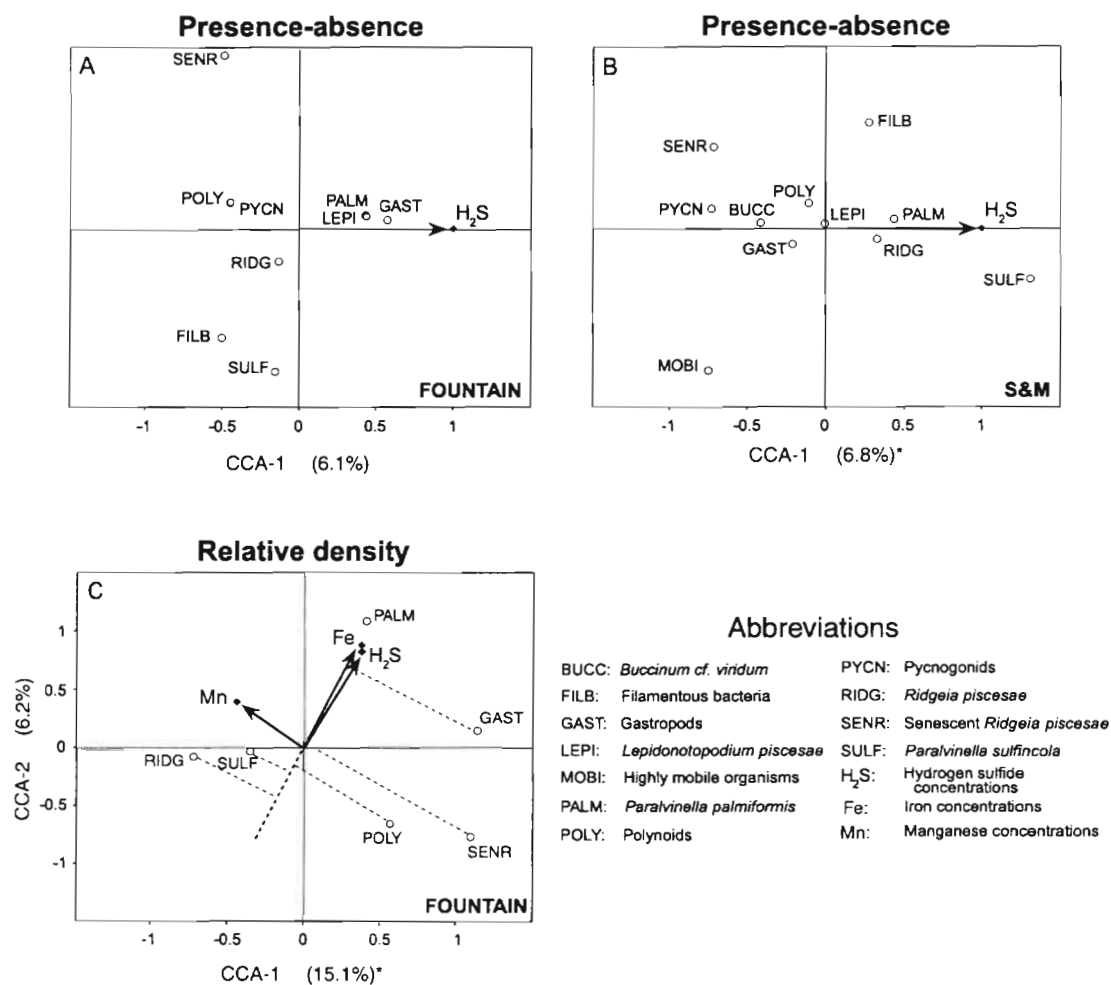 Presence-absence
A
SENR
POLY
PYCN
PALM
LEPI
GAST
H2S
RIDG
FILB
SULF
FOUNTAIN
-1 -0.5 0 0.5 1
CCA-1 (6.1%)
Presence-absence
B
FILB
SENR
POLY
PYCN
BUCC
LEPI
PALM
H2S
GAST
RIDG
SULF
MOBI
S&M
-1 -0.5 0 0.5 1
CCA-1 (6.8%)*
Relative density
C
PALM
Fe
H2S
Mn
GAST
RIDG
SULF
POLY
SENR
FOUNTAIN
1
0.5
0
-0.5
-1
CCA-2 (6.2%)
-1 -0.5 0 0.5 1
CCA-1 (15.1%)*
Abbreviations
BUCC: Buccinum cf. viridum
FILB: Filamentous bacteria
GAST: Gastropods
LEPI: Lepidonotopodium piscesae
MOBI: Highly mobile organisms
PALM: Paralvinella palmiformis
POLY: Polynoids
PYCN: Pycnogonids
RIDG: Ridgeia piscesae
SENR: Senescent Ridgeia piscesae
SULF: Paralvinella sulfincola
H2S: Hydrogen sulfide
concentrations
Fe: Iron concentrations
Mn: Manganese concentrations